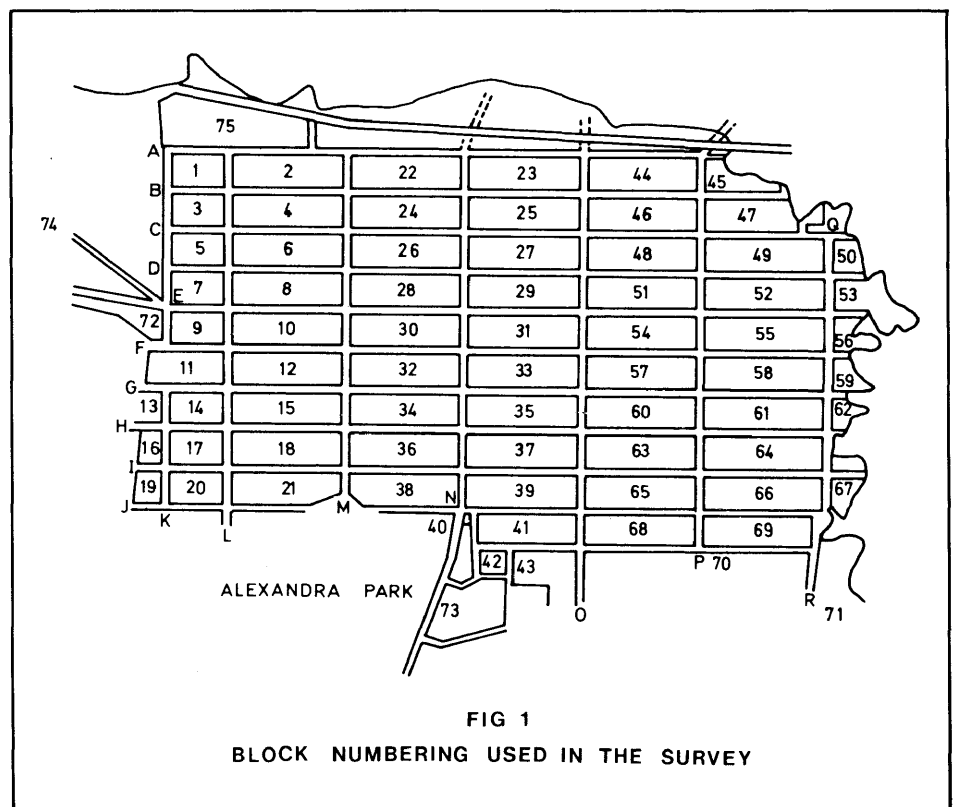 75
A
1 2 22 23 44 45
B
3 4 24 25 46 47 Q
74 C
5 6 26 27 48 49 50
D
7 8 28 29 51 52 53
E
72 9 10 30 31 54 55 56
F
11 12 32 33 57 58 59
G
13 14 15 34 35 60 61 62
H
16 17 18 36 37 63 64
I
19 20 21 38 N 39 65 66 67
J K L M 40 41 68 69
42 43 P 70
ALEXANDRA PARK 73 O R 71
FIG 1
BLOCK NUMBERING USED IN THE SURVEY